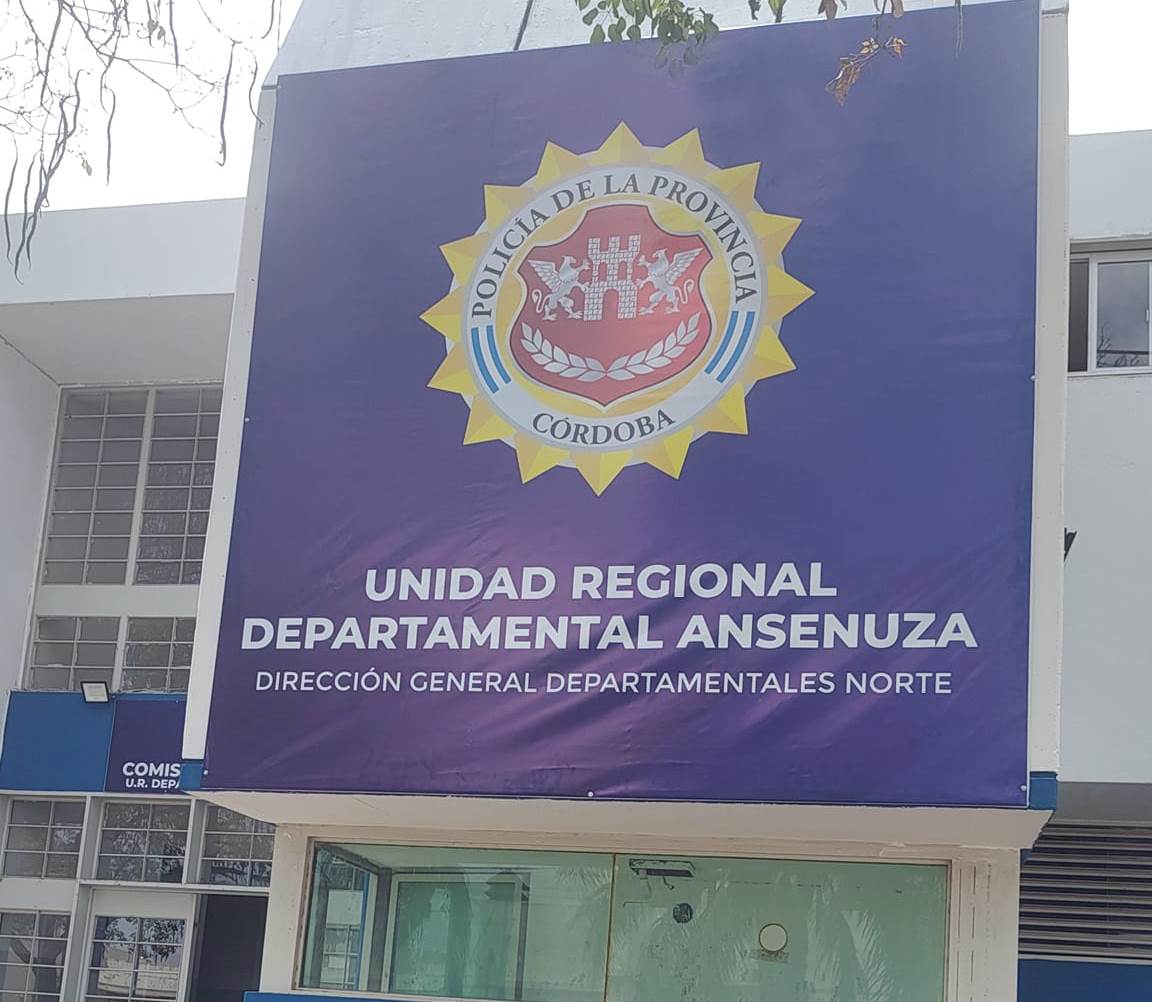 POLICÍA DE LA PROVINCIA
CÓRDOBA
UNIDAD REGIONAL
DEPARTAMENTAL ANSENUZA
DIRECCIÓN GENERAL DEPARTAMENTALES NORTE
COMIS
U.R. DEPA